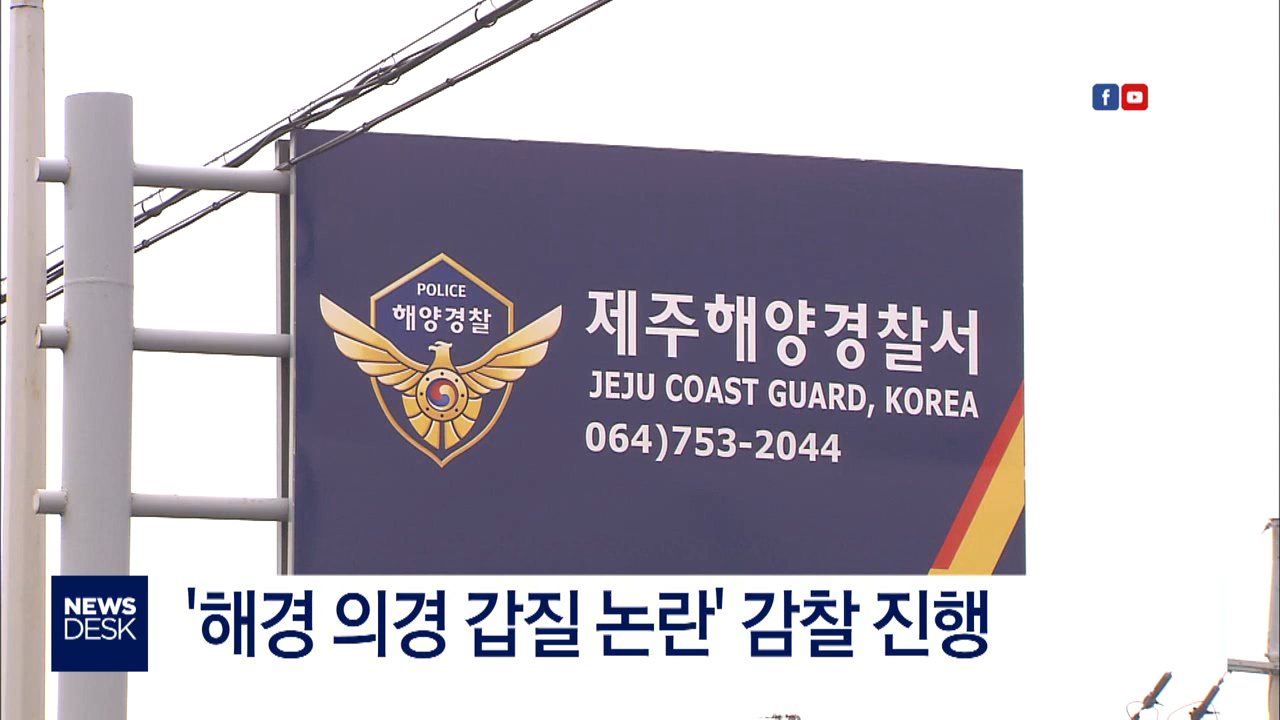 POLICE
해양경찰
제주해양경찰서
JEJU COAST GUARD, KOREA
064)753-2044
NEWS
DESK
'해경 의경 갑질 논란' 감찰 진행